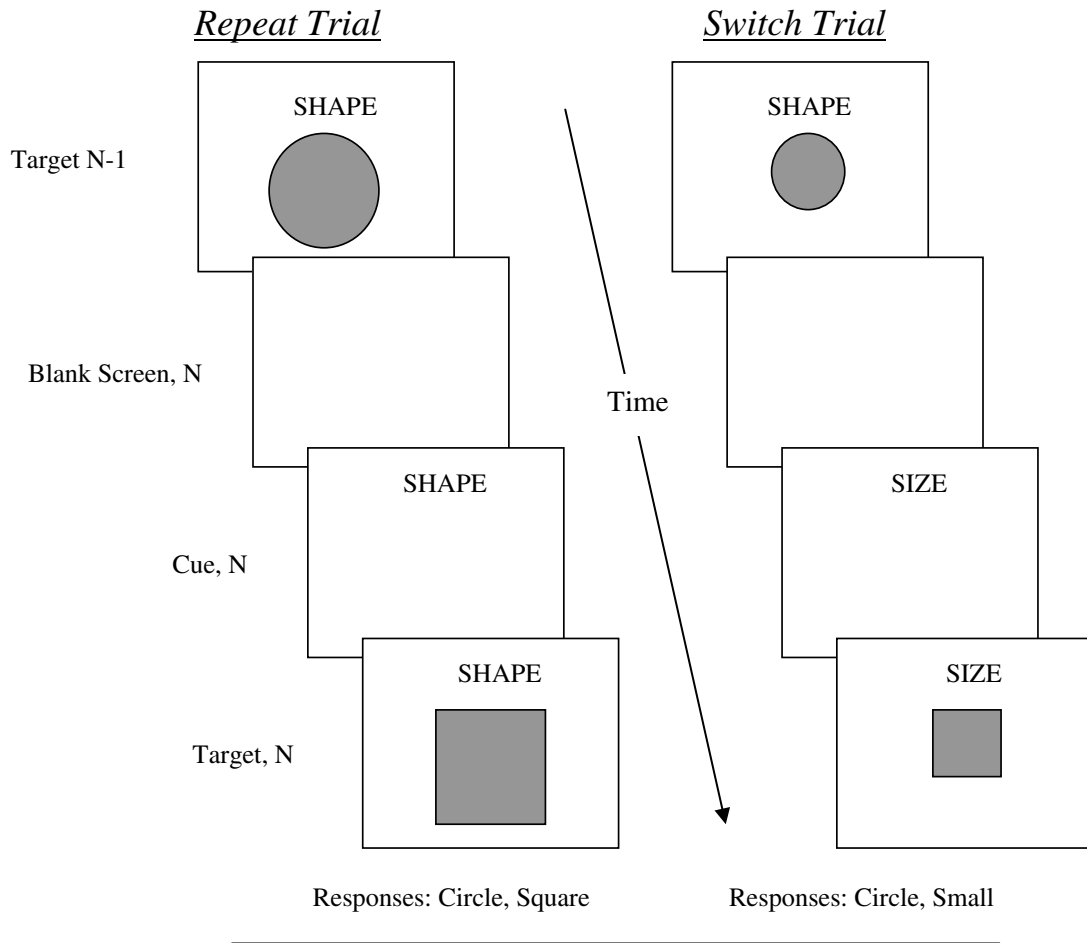 Repeat Trial
Switch Trial
SHAPE
SHAPE
Target N-1
Blank Screen, N
Time
SHAPE
SIZE
Cue, N
SHAPE
SIZE
Target, N
Responses: Circle, Square
Responses: Circle, Small